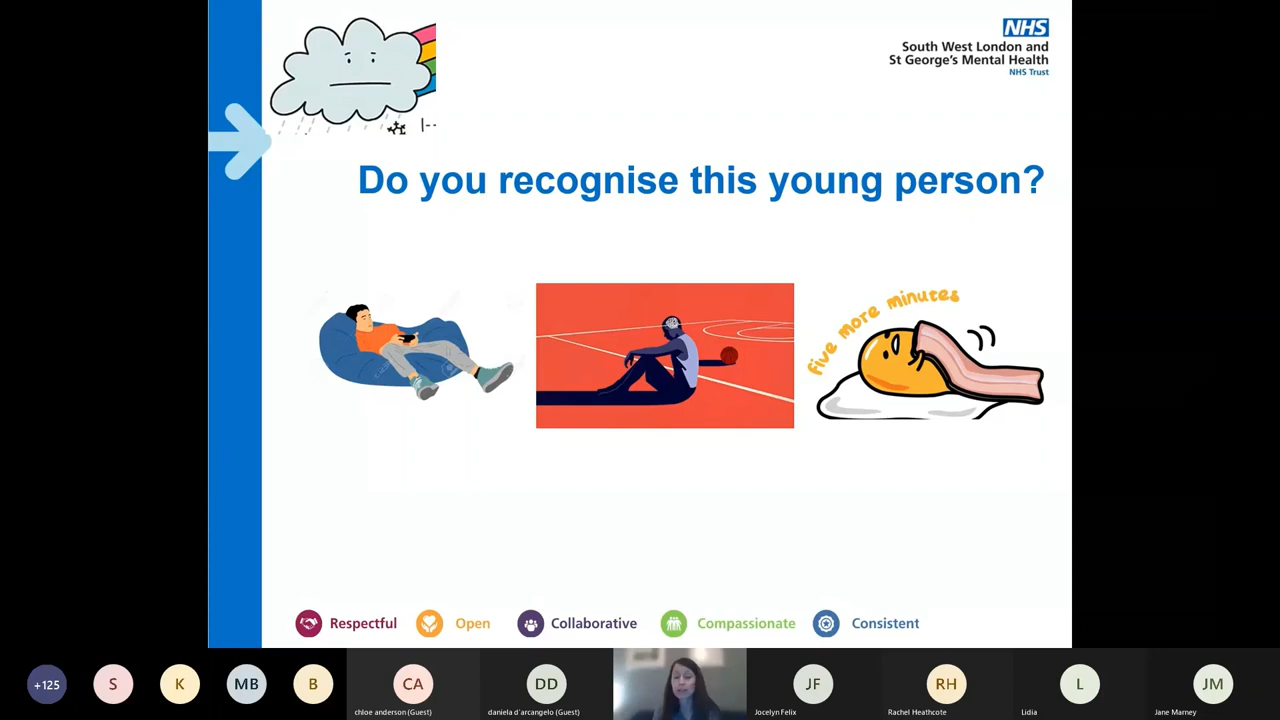 NHS
South West London and
St George's Mental Health
NHS Trust
Do you recognise this young person?
five more minutes
Respectful
Open
Collaborative
Compassionate
Consistent
+125
S
K
MB
B
CA
DD
JF
RH
L
JM
chloe anderson (Guest)
daniela d'arcangelo (Guest)
Jocelyn Felix
Rachel Heathcote
Lidia
Jane Marney